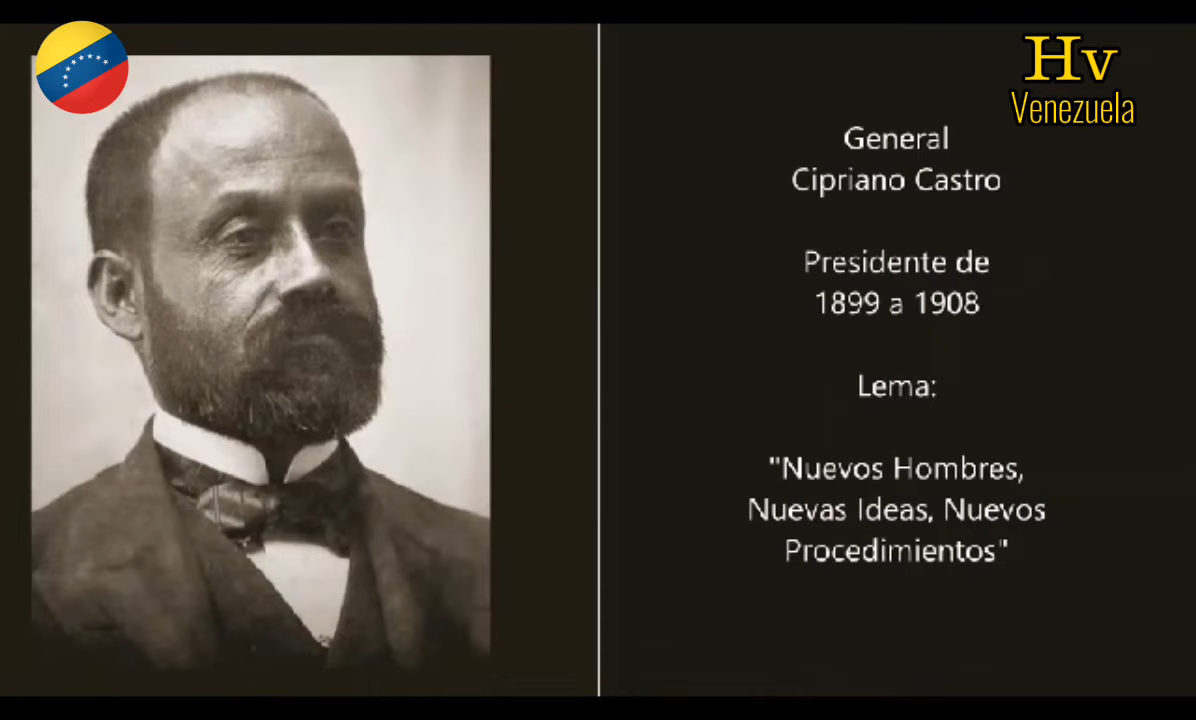 Hv
Venezuela
General
Cipriano Castro
Presidente de
1899 a 1908
Lema:
"Nuevos Hombres,
Nuevas Ideas, Nuevos
Procedimientos"